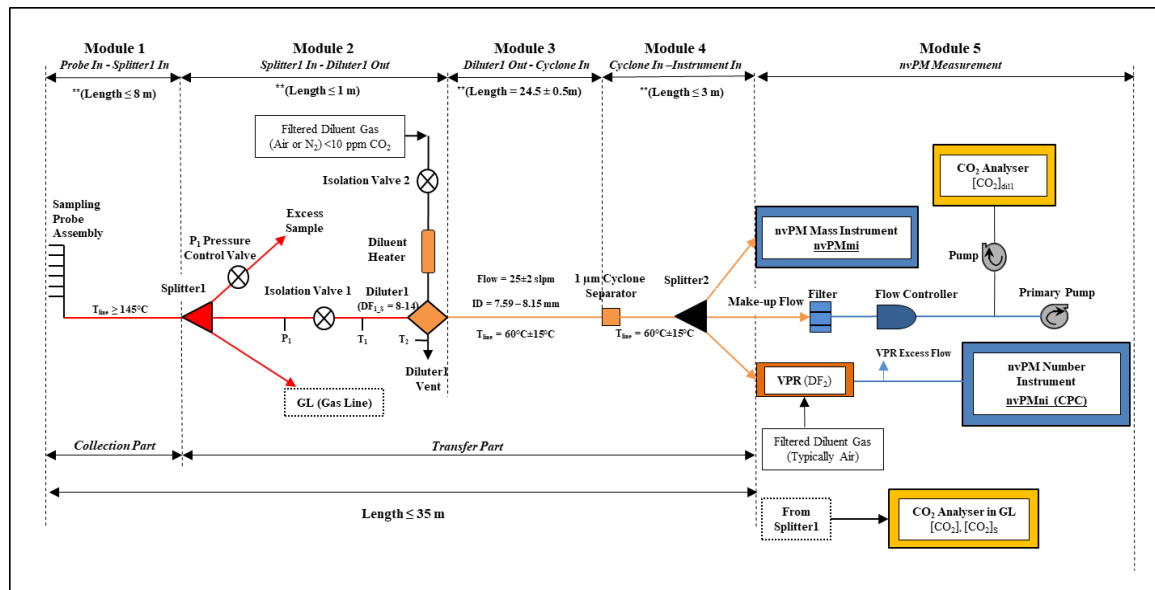 Module 1
Probe In - Splitter1 In
**(Length ≤ 8 m)
Module 2
Splitter1 In - Diluter1 Out
**(Length ≤ 1 m)
Module 3
Diluter1 Out - Cyclone In
**(Length = 24.5 ± 0.5m)
Module 4
Cyclone In –Instrument In
**(Length ≤ 3 m)
Module 5
nvPM Measurement
Filtered Diluent Gas
(Air or N₂) <10 ppm CO₂
Isolation Valve 2
CO₂ Analyser
[CO₂]dil1
Sampling
Probe
Assembly
Excess
Sample
P₁ Pressure
Control Valve
Diluent
Heater
nvPM Mass Instrument
nvPMmi
Pump
Splitter1
Isolation Valve 1
Diluter1
(DF1_S = 8-14)
Flow = 25±2 slpm
1 µm Cyclone
Separator
Splitter2
Make-up Flow
Filter
Flow Controller
Primary Pump
Tline ≥ 145°C
ID = 7.59 – 8.15 mm
P₁
T₁
T₂
Tline = 60°C±15°C
Tline = 60°C±15°C
Diluter1
Vent
GL (Gas Line)
VPR (DF₂)
VPR Excess Flow
nvPM Number
Instrument
nvPMni (CPC)
Filtered Diluent Gas
(Typically Air)
Collection Part
Transfer Part
Length ≤ 35 m
From
Splitter1
CO₂ Analyser in GL
[CO₂], [CO₂]S